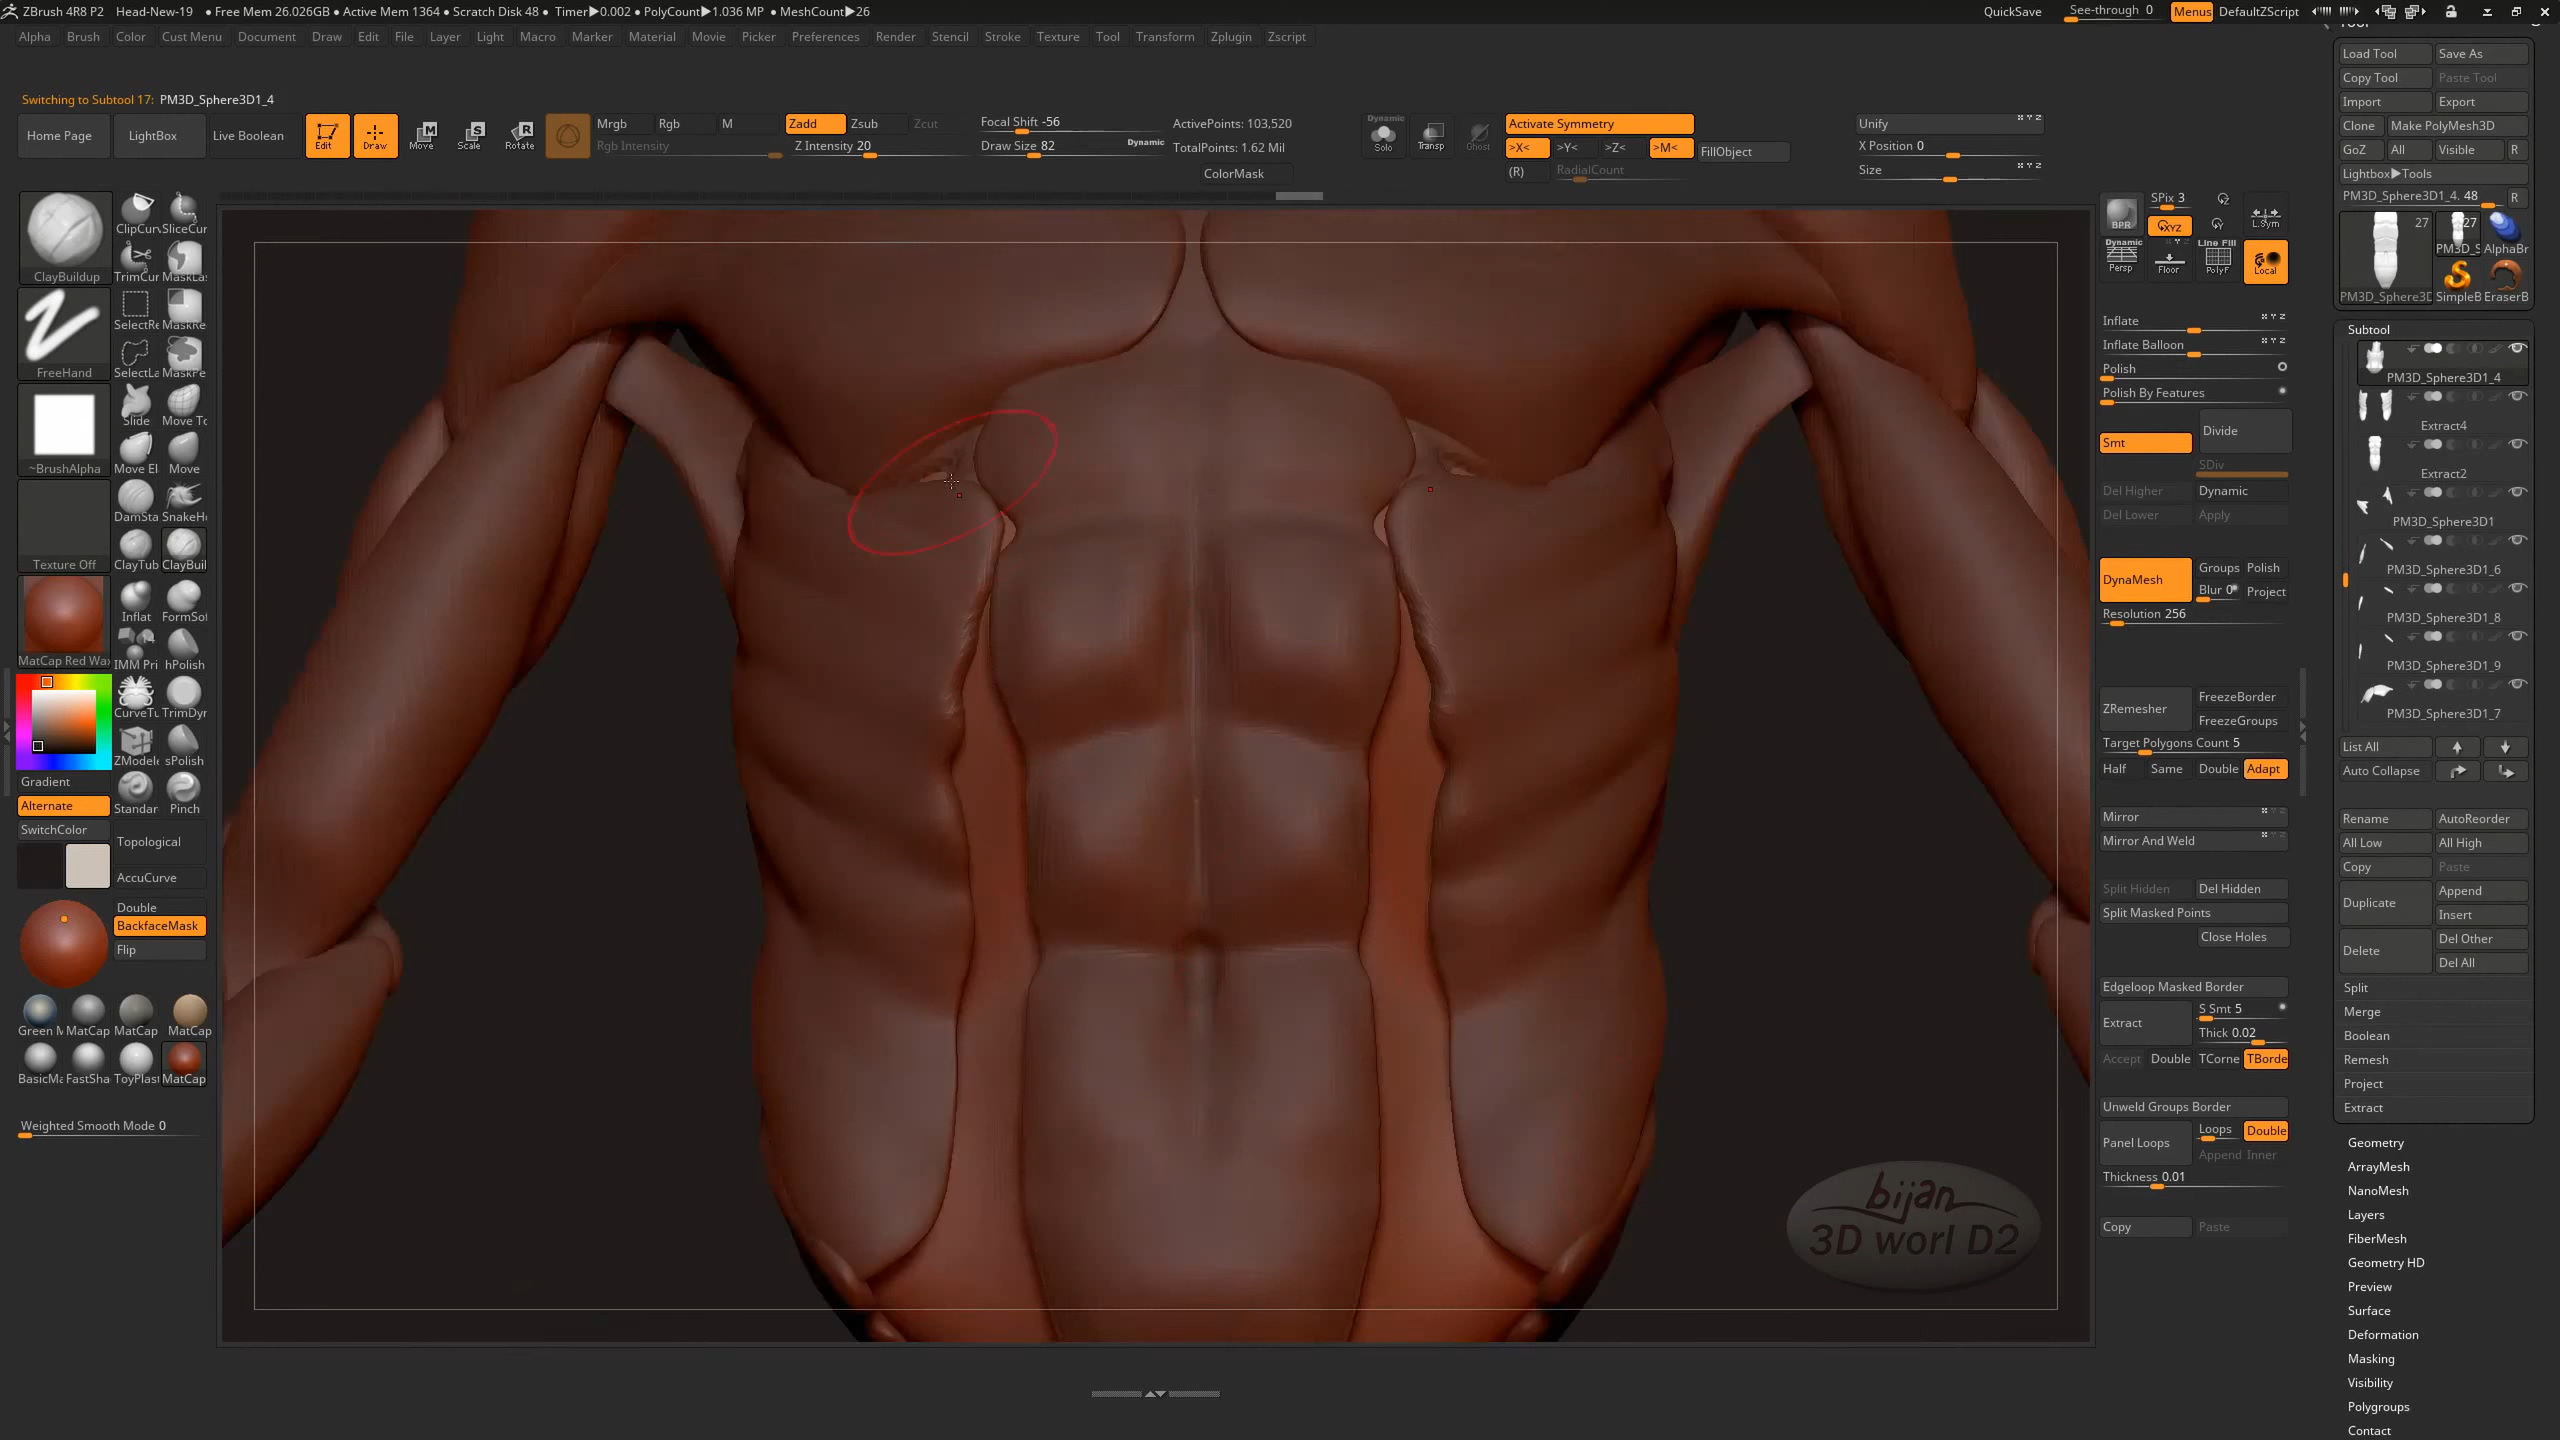 ZBrush 4R8 P2 Head-New-19 ● Free Mem 26.026GB ● Active Mem 1364 ● Scratch Disk 48 ● Timer▶0.002 ● PolyCount▶1.036 MP ● MeshCount▶26 QuickSave See-through 0 Menus DefaultZScript
Alpha Brush Color Cust Menu Document Draw Edit File Layer Light Macro Marker Material Movie Picker Preferences Render Stencil Stroke Texture Tool Transform Zplugin Zscript
Switching to Subtool 17: PM3D_Sphere3D1_4
Home Page LightBox Live Boolean Edit Draw Move Scale Rotate
Mrgb Rgb M Zadd Zsub Zcut
Rgb Intensity Z Intensity 20
Focal Shift -56
Draw Size 82 Dynamic
ActivePoints: 103,520
TotalPoints: 1.62 Mil
ColorMask
Dynamic
Solo Transp Ghost
Activate Symmetry
>X< >Y< >Z< >M< FillObject
(R) RadialCount
Unify
X Position 0
Size
ClayBuildup
FreeHand
~BrushAlpha
Texture Off
MatCap Red Wax
ClipCurv SliceCur
TrimCur MaskLa
SelectRe MaskRe
SelectLa MaskPe
Slide Move To
Move El Move
DamSta SnakeHo
ClayTub ClayBuil
Inflat FormSof
14
IMM Pri hPolish
CurveTu TrimDyn
ZModele sPolish
Standar Pinch
Gradient
Alternate
SwitchColor
Topological
AccuCurve
Double
BackfaceMask
Flip
Green M MatCap MatCap MatCap
BasicMa FastSha ToyPlast MatCap
Weighted Smooth Mode 0
bijan
3D worl D2
BPR SPix 3
XYZ L.Sym
Dynamic
Persp Floor
Line Fill
PolyF Local
Inflate
Inflate Balloon
Polish
Polish By Features
Smt Divide
SDiv
Del Higher Dynamic
Del Lower Apply
DynaMesh Groups Polish
Blur 0 Project
Resolution 256
ZRemesher FreezeBorder
FreezeGroups
Target Polygons Count 5
Half Same Double Adapt
Mirror
Mirror And Weld
Split Hidden Del Hidden
Split Masked Points
Close Holes
Edgeloop Masked Border
Extract S Smt 5
Thick 0.02
Accept Double TCorne TBorde
Unweld Groups Border
Panel Loops Loops Double
Append Inner
Thickness 0.01
Copy Paste
Load Tool Save As
Copy Tool Paste Tool
Import Export
Clone Make PolyMesh3D
GoZ All Visible R
Lightbox▶Tools
PM3D_Sphere3D1_4. 48 R
27 27
PM3D_S AlphaBr
PM3D_Sphere3D SimpleB EraserB
Subtool
PM3D_Sphere3D1_4
Extract4
Extract2
PM3D_Sphere3D1
PM3D_Sphere3D1_6
PM3D_Sphere3D1_8
PM3D_Sphere3D1_9
PM3D_Sphere3D1_7
List All
Auto Collapse
Rename AutoReorder
All Low All High
Copy Paste
Duplicate Append
Insert
Delete Del Other
Del All
Split
Merge
Boolean
Remesh
Project
Extract
Geometry
ArrayMesh
NanoMesh
Layers
FiberMesh
Geometry HD
Preview
Surface
Deformation
Masking
Visibility
Polygroups
Contact